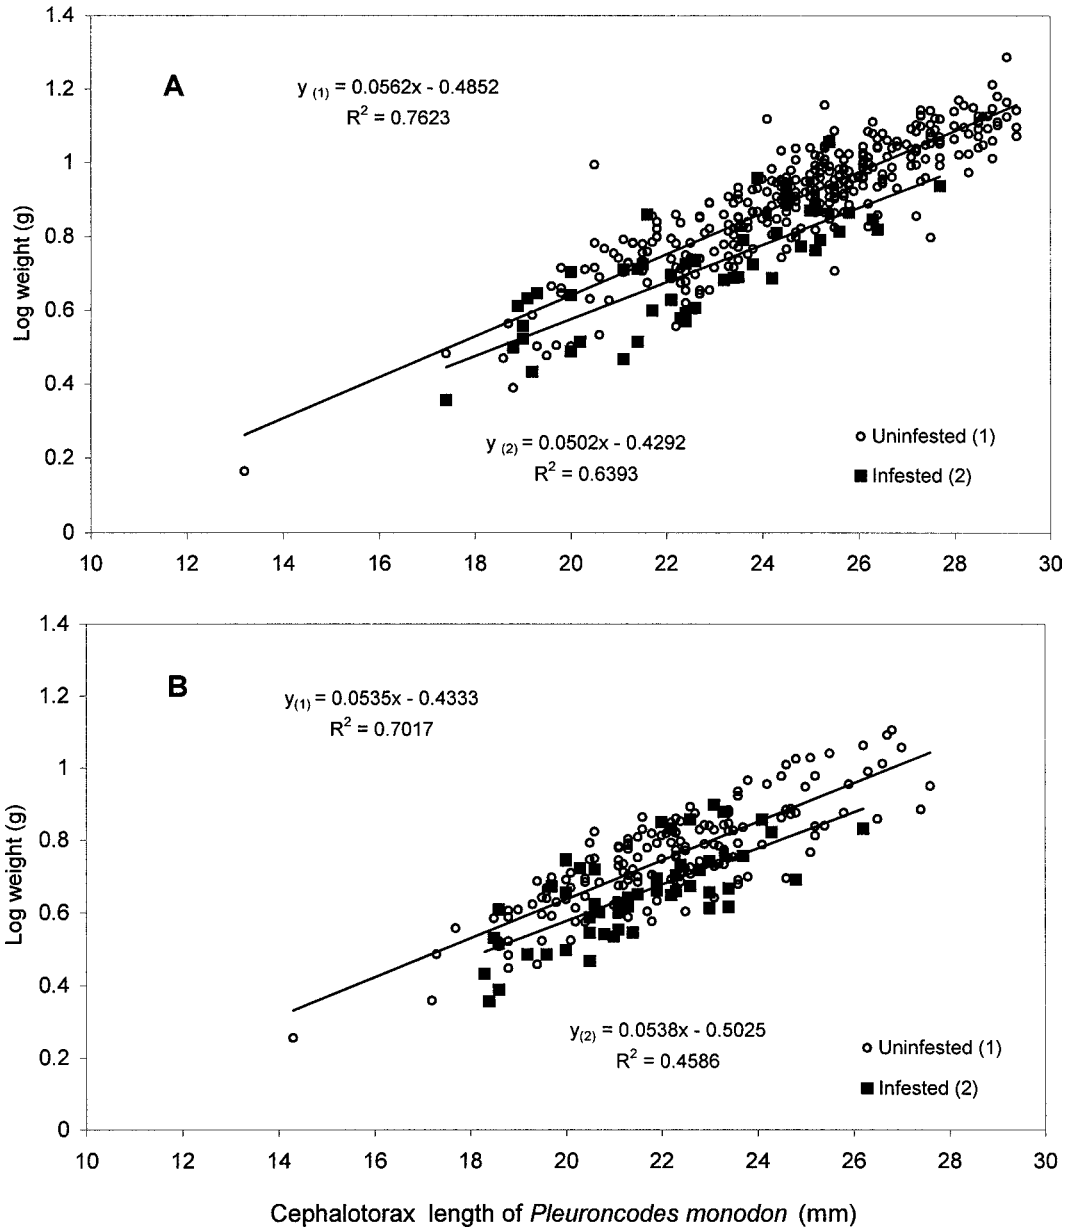 A
y (1) = 0.0562x - 0.4852
R² = 0.7623
y (2) = 0.0502x - 0.4292
R² = 0.6393
Uninfested (1)
Infested (2)
Log weight (g)
1.4
1.2
1
0.8
0.6
0.4
0.2
0
10 12 14 16 18 20 22 24 26 28 30
B
y(1) = 0.0535x - 0.4333
R² = 0.7017
y(2) = 0.0538x - 0.5025
R² = 0.4586
Uninfested (1)
Infested (2)
Log weight (g)
1.4
1.2
1
0.8
0.6
0.4
0.2
0
10 12 14 16 18 20 22 24 26 28 30
Cephalotorax length of Pleuroncodes monodon (mm)